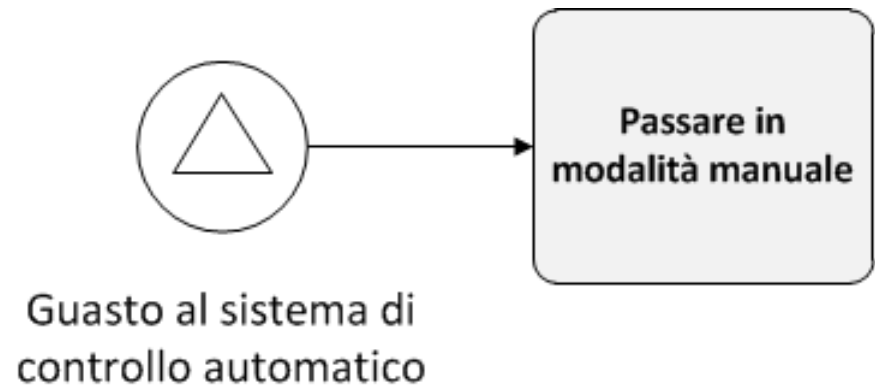 Passare in
modalità manuale
Guasto al sistema di
controllo automatico